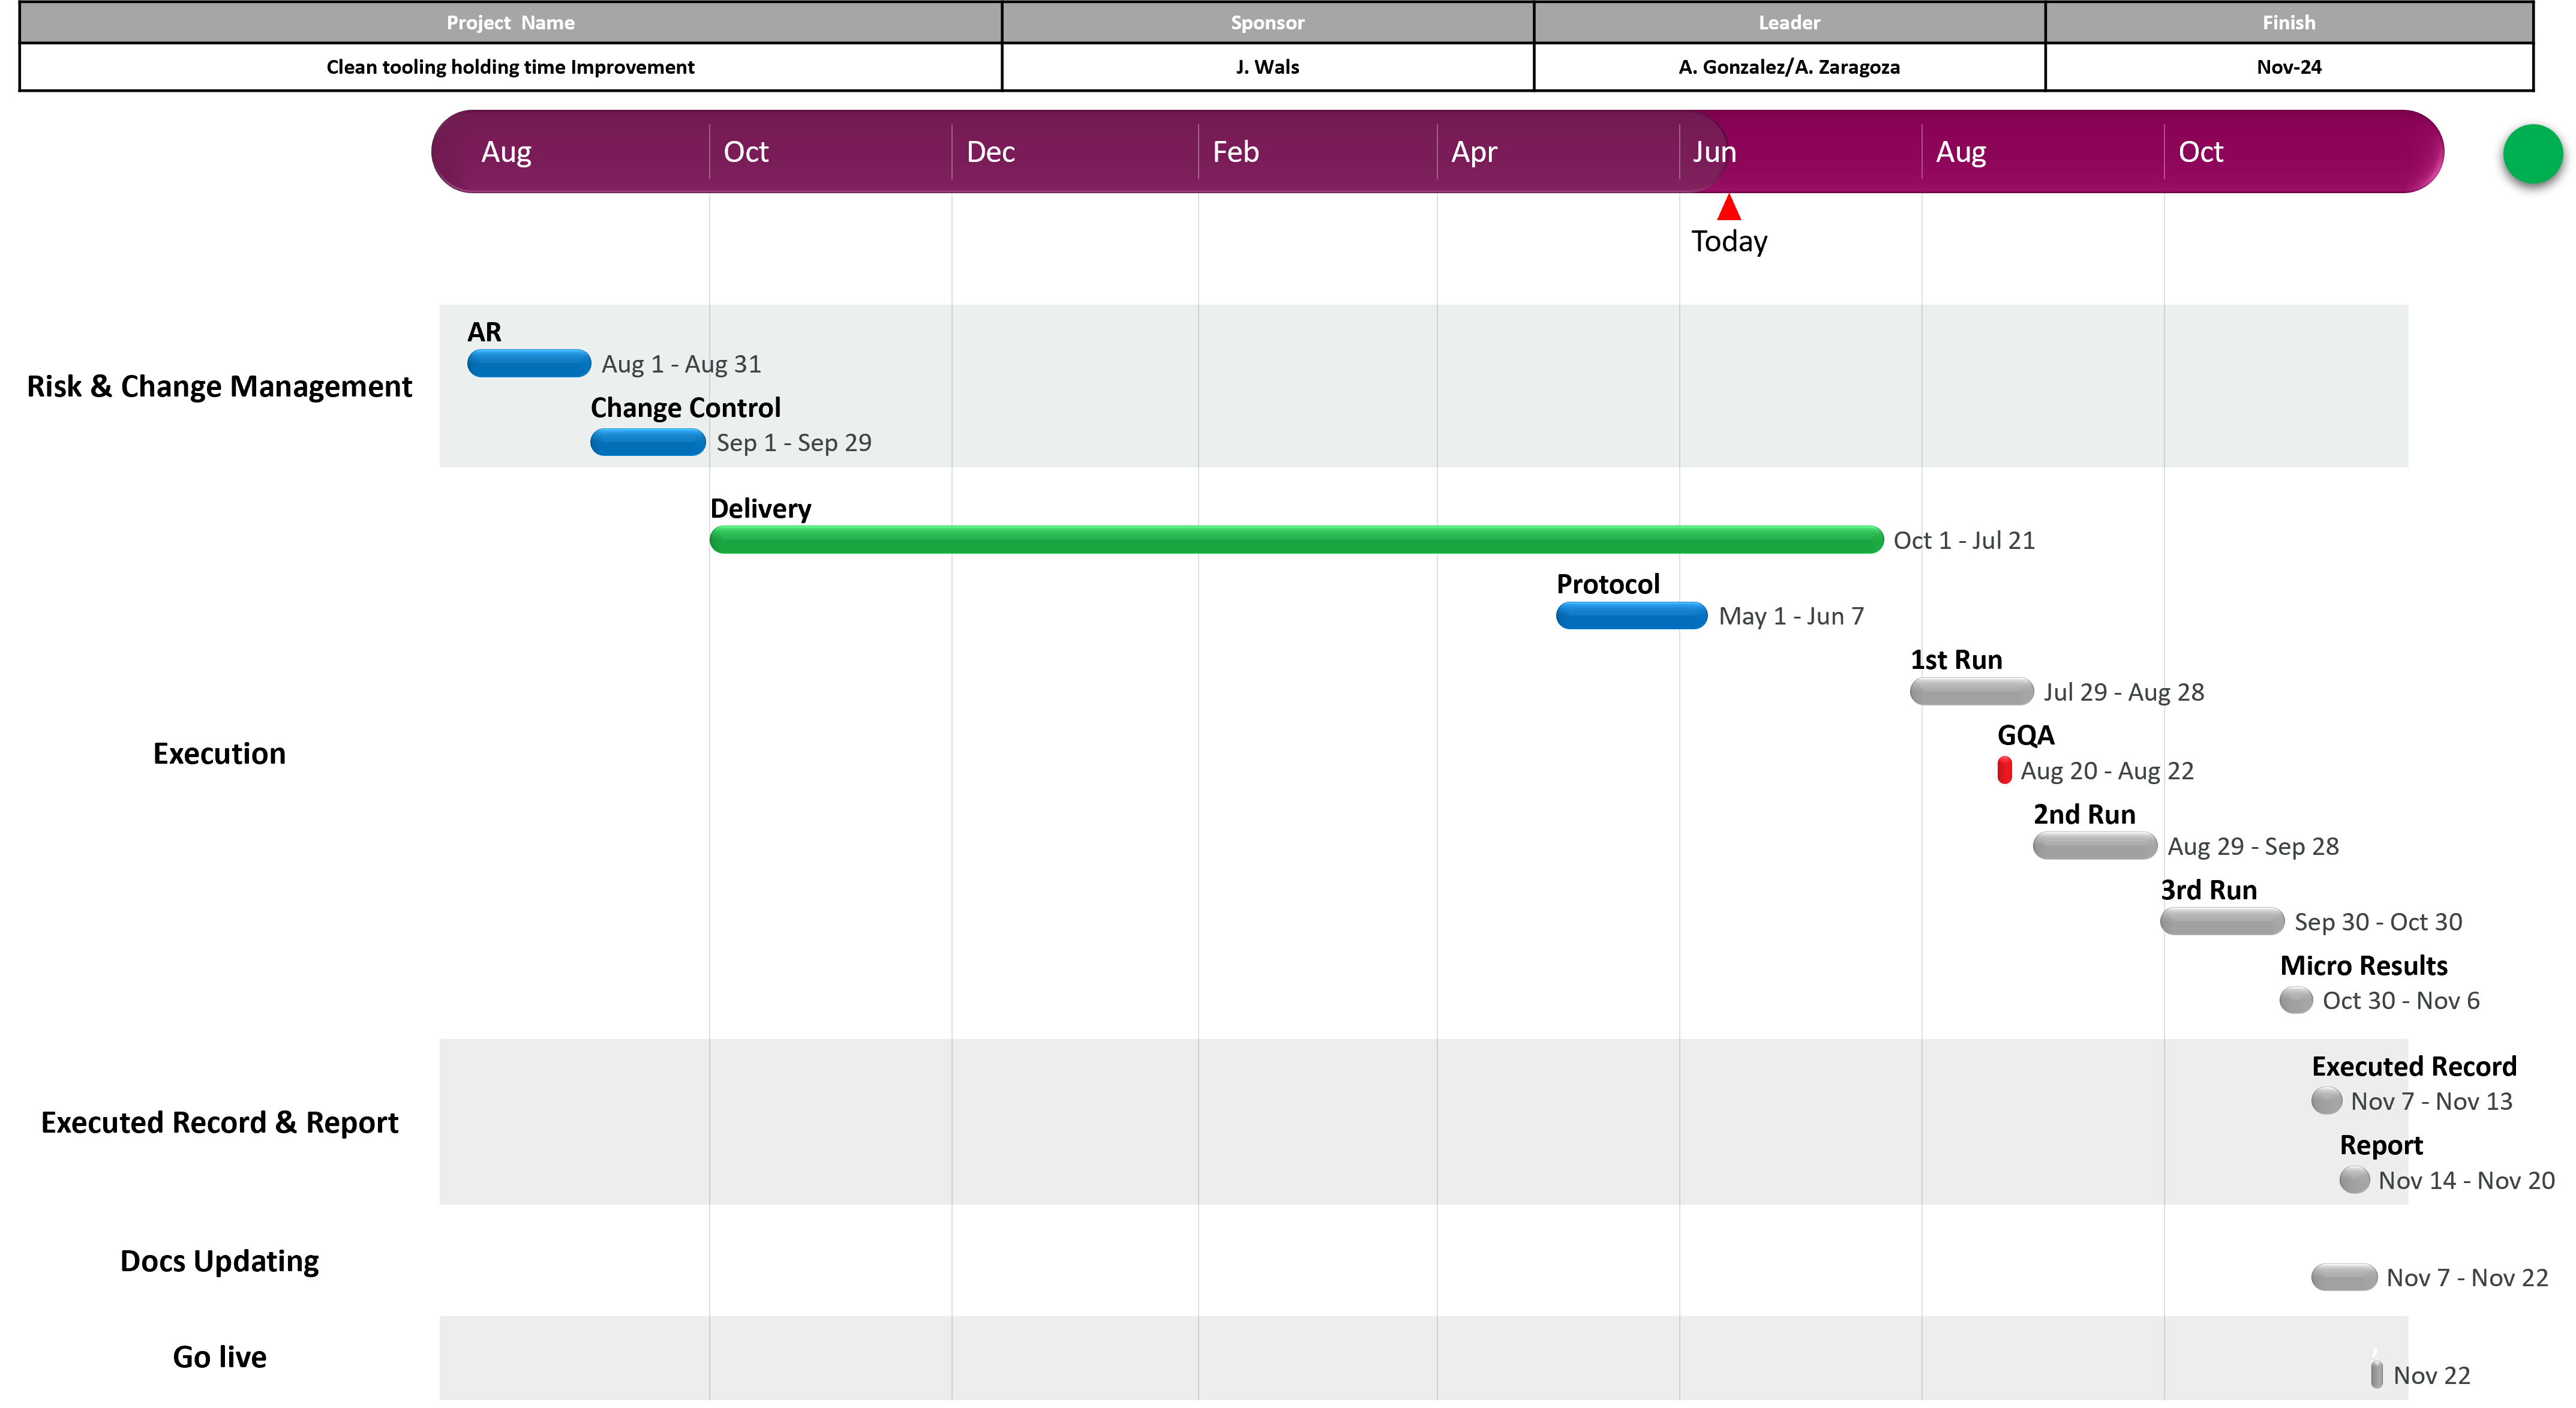 Project Name Sponsor Leader Finish
Clean tooling holding time Improvement J. Wals A. Gonzalez/A. Zaragoza Nov-24
Aug Oct Dec Feb Apr Jun Aug Oct
Today
Risk & Change Management
AR
Aug 1 - Aug 31
Change Control
Sep 1 - Sep 29
Execution
Delivery
Oct 1 - Jul 21
Protocol
May 1 - Jun 7
1st Run
Jul 29 - Aug 28
GQA
Aug 20 - Aug 22
2nd Run
Aug 29 - Sep 28
3rd Run
Sep 30 - Oct 30
Micro Results
Oct 30 - Nov 6
Executed Record & Report
Executed Record
Nov 7 - Nov 13
Report
Nov 14 - Nov 20
Docs Updating
Nov 7 - Nov 22
Go live
,
Nov 22